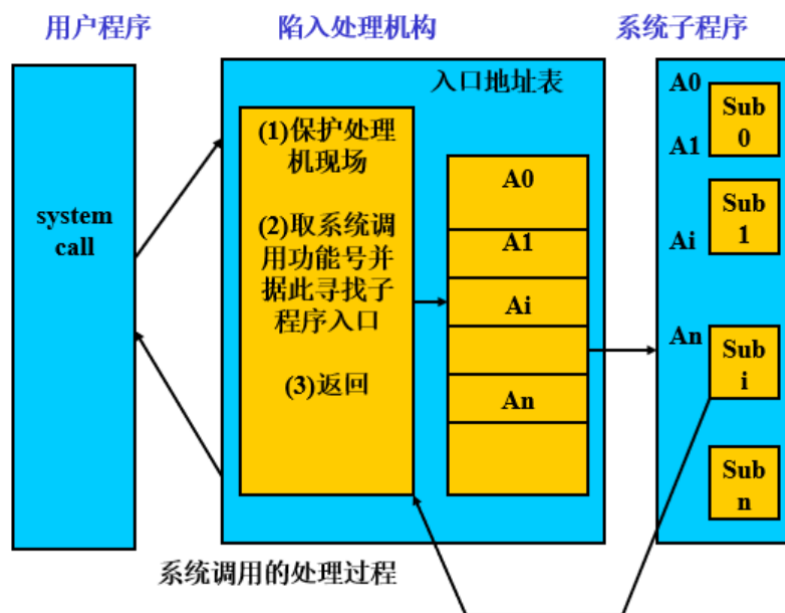 用户程序
陷入处理机构
系统子程序
system
call
入口地址表
(1)保护处理
机现场
(2)取系统调
用功能号并
据此寻找子
程序入口
(3)返回
A0
A1
Ai
An
A0
A1
Ai
An
Sub
0
Sub
1
Sub
i
Sub
n
系统调用的处理过程